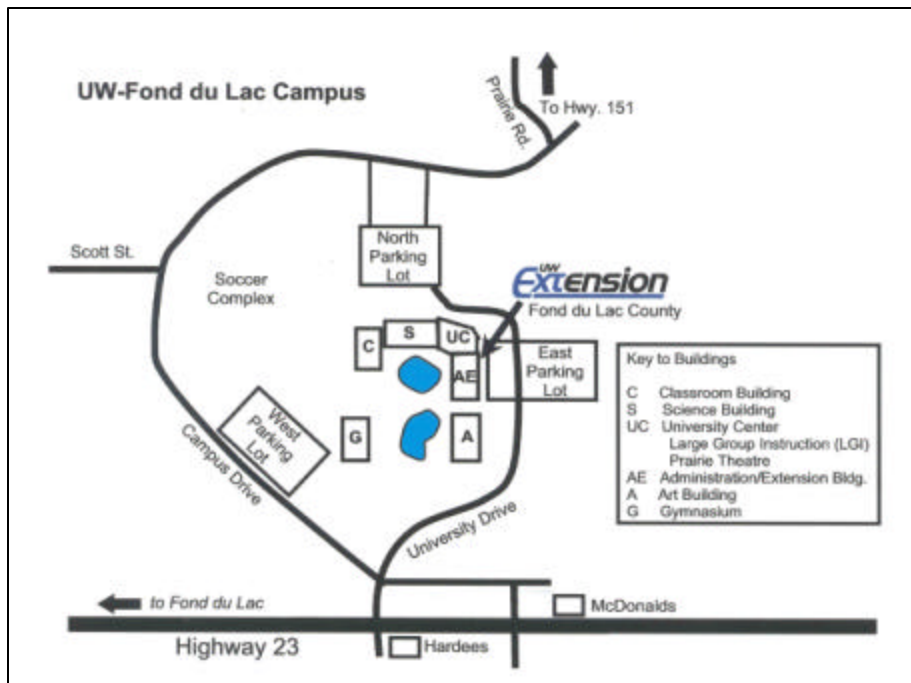 UW-Fond du Lac Campus
Prairie Rd.
To Hwy. 151
Scott St.
North
Parking
Lot
Soccer
Complex
UW
Extension
Fond du Lac County
S
UC
C
AE
East
Parking
Lot
West
Parking
Lot
G
A
Campus Drive
University Drive
Key to Buildings
C Classroom Building
S Science Building
UC University Center
Large Group Instruction (LGI)
Prairie Theatre
AE Administration/Extension Bldg.
A Art Building
G Gymnasium
to Fond du Lac
McDonalds
Highway 23
Hardees